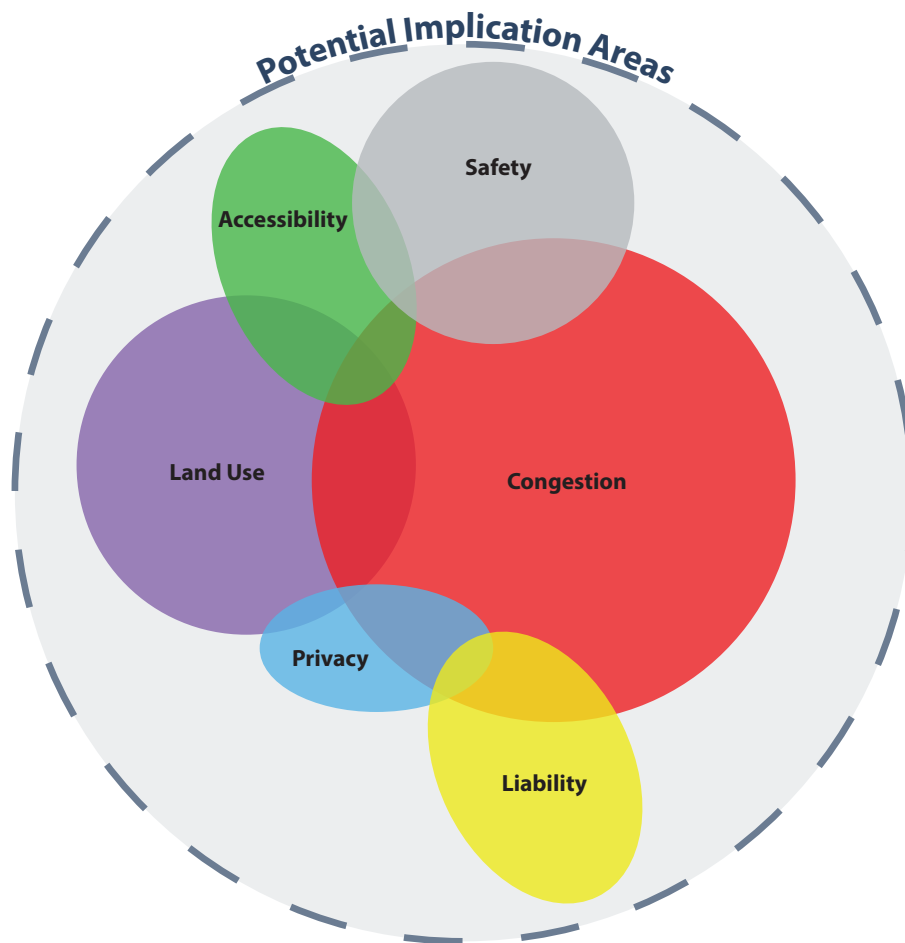 Potential Implication Areas
Safety
Accessibility
Land Use
Congestion
Privacy
Liability